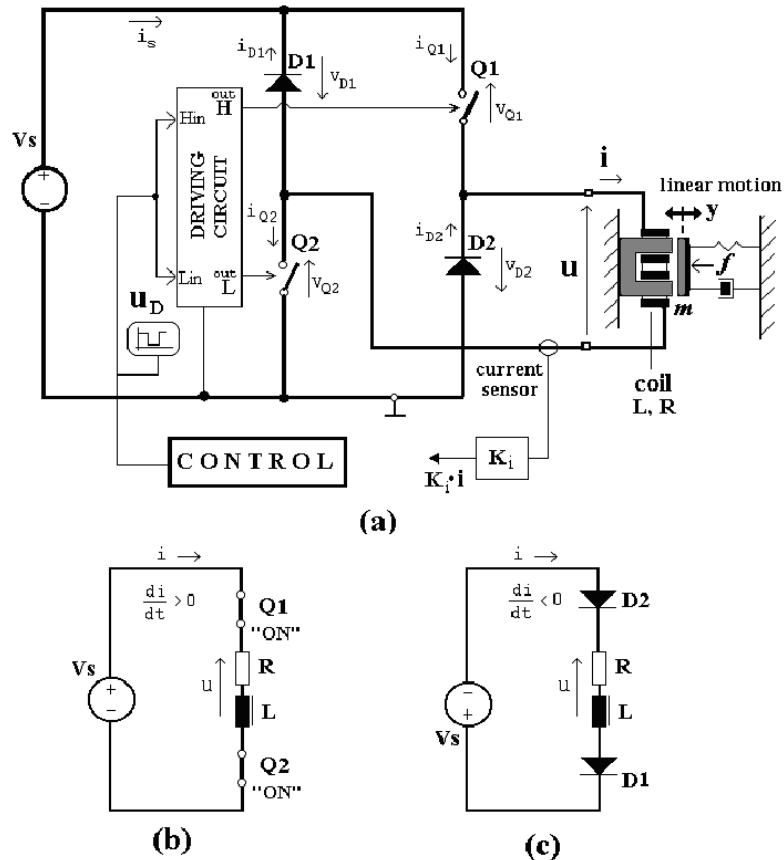 i_s
i_D1
D1
v_D1
i_Q1
Q1
v_Q1
Vs
+
−
Hin
out
H
DRIVING
CIRCUIT
Lin
out
L
i_Q2
Q2
v_Q2
i_D2
D2
v_D2
i
u
linear motion
y
f
m
coil
L, R
u_D
current
sensor
CONTROL
K_i
K_i·i
(a)
i
di/dt > 0
Q1
"ON"
Vs
+
−
u
R
L
Q2
"ON"
(b)
i
di/dt < 0
D2
−
+
Vs
u
R
L
D1
(c)